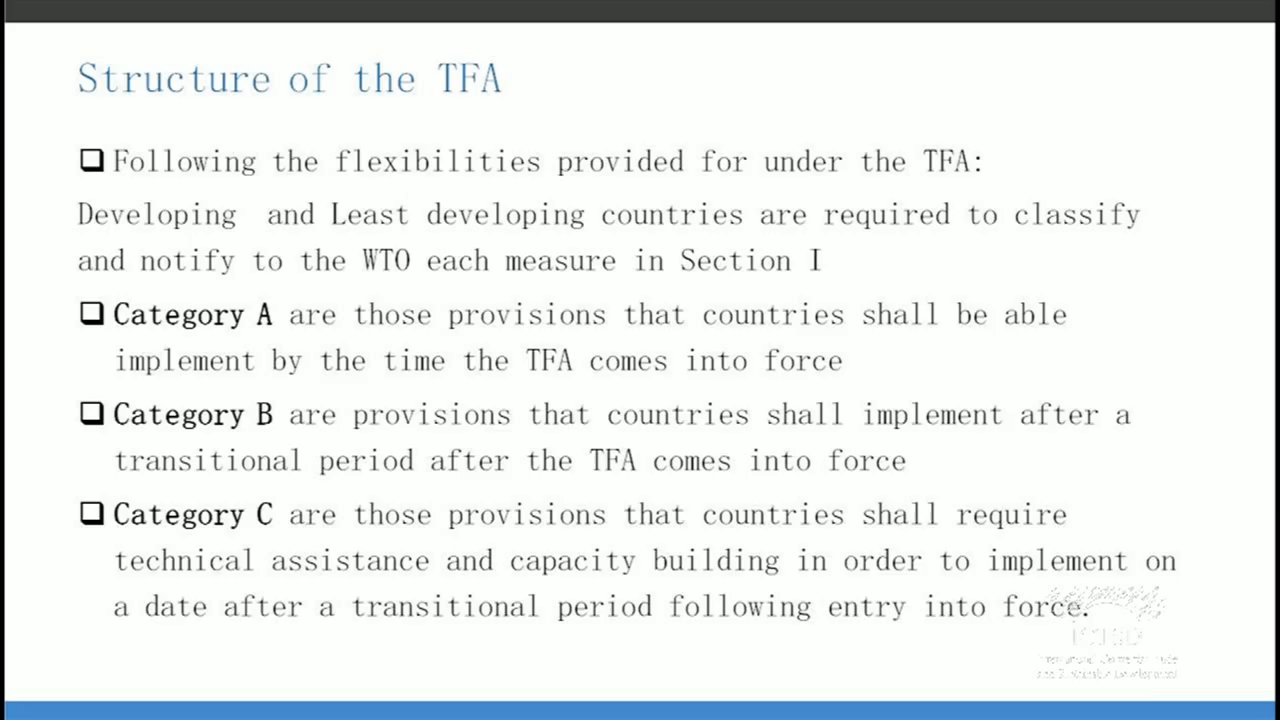 Structure of the TFA
❑Following the flexibilities provided for under the TFA:
Developing and Least developing countries are required to classify
and notify to the WTO each measure in Section I
❑Category A are those provisions that countries shall be able
implement by the time the TFA comes into force
❑Category B are provisions that countries shall implement after a
transitional period after the TFA comes into force
❑Category C are those provisions that countries shall require
technical assistance and capacity building in order to implement on
a date after a transitional period following entry into force.